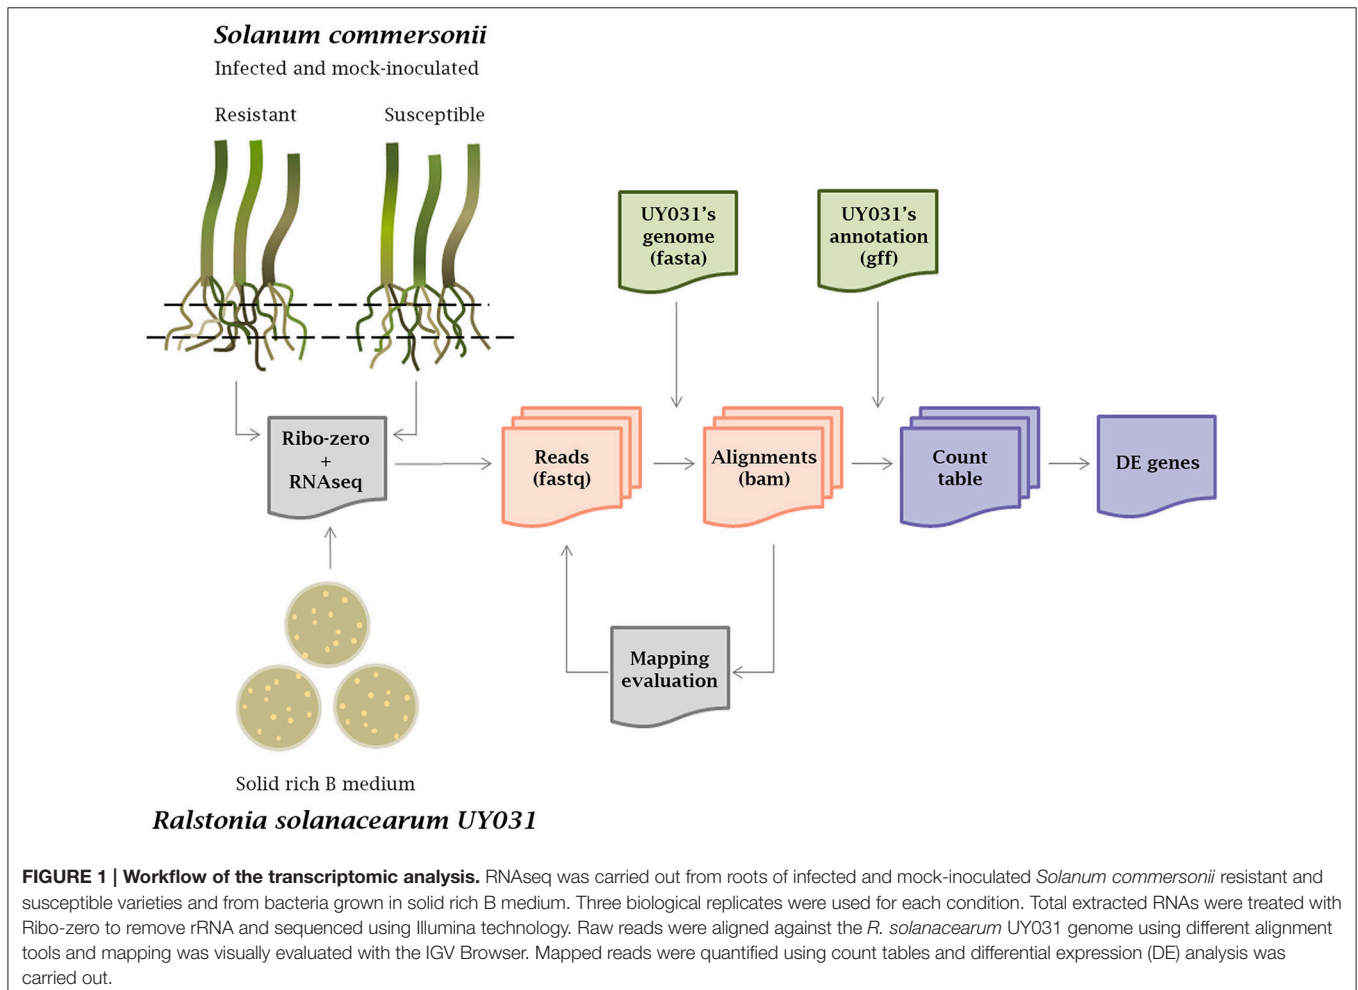 Solanum commersonii
Infected and mock-inoculated
Resistant
Susceptible
UY031's
genome
(fasta)
UY031's
annotation
(gff)
Ribo-zero
+
RNAseq
Reads
(fastq)
Alignments
(bam)
Count
table
DE genes
Mapping
evaluation
Solid rich B medium
Ralstonia solanacearum UY031
FIGURE 1 | Workflow of the transcriptomic analysis. RNAseq was carried out from roots of infected and mock-inoculated Solanum commersonii resistant and
susceptible varieties and from bacteria grown in solid rich B medium. Three biological replicates were used for each condition. Total extracted RNAs were treated with
Ribo-zero to remove rRNA and sequenced using Illumina technology. Raw reads were aligned against the R. solanacearum UY031 genome using different alignment
tools and mapping was visually evaluated with the IGV Browser. Mapped reads were quantified using count tables and differential expression (DE) analysis was
carried out.